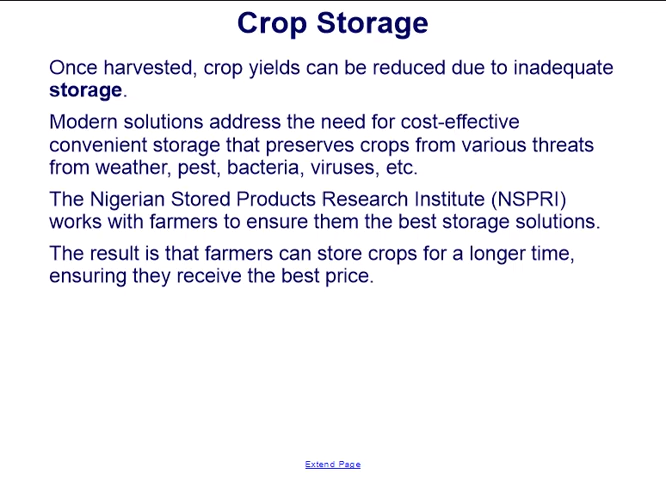 Crop Storage
Once harvested, crop yields can be reduced due to inadequate
storage.
Modern solutions address the need for cost-effective
convenient storage that preserves crops from various threats
from weather, pest, bacteria, viruses, etc.
The Nigerian Stored Products Research Institute (NSPRI)
works with farmers to ensure them the best storage solutions.
The result is that farmers can store crops for a longer time,
ensuring they receive the best price.
Extend Page